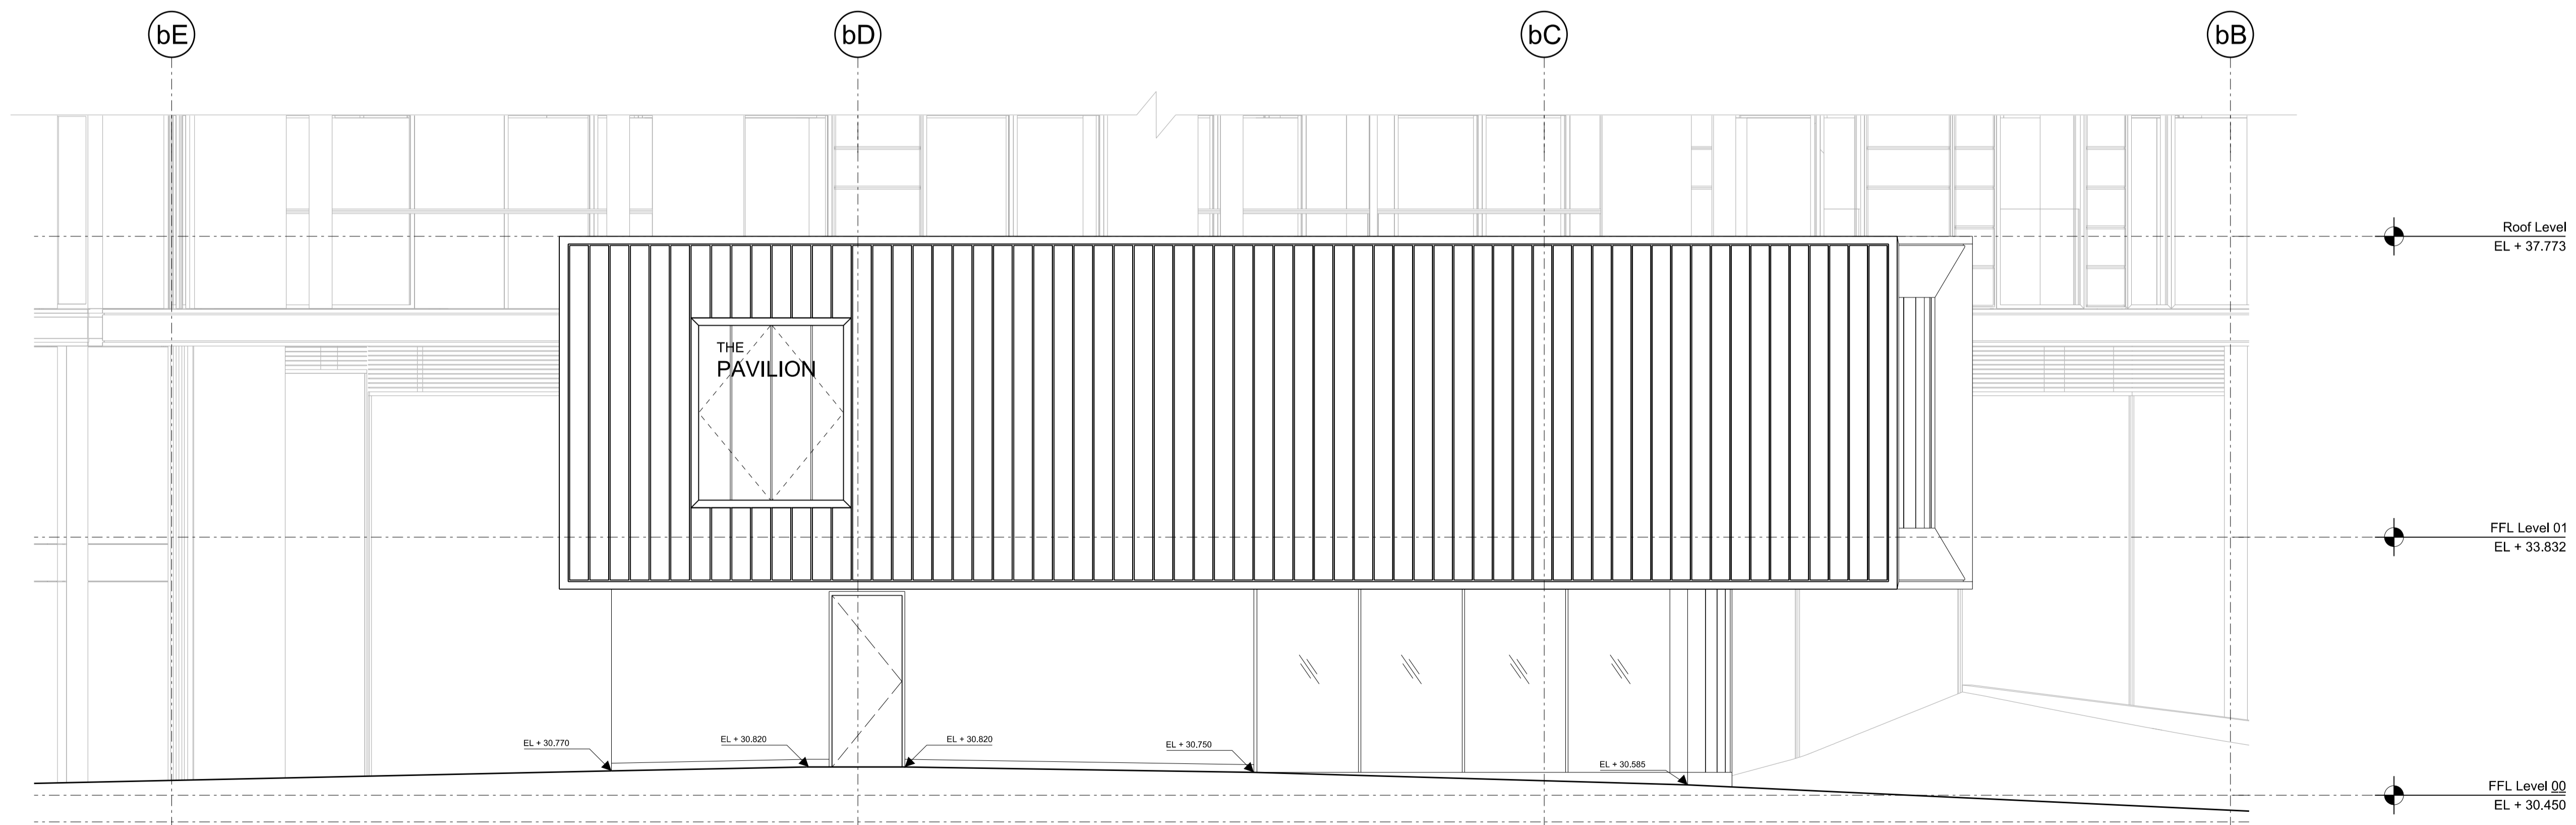 bE
bD
bC
bB
Roof Level
EL + 37.773
THE
PAVILION
FFL Level 01
EL + 33.832
EL + 30.770
EL + 30.820
EL + 30.820
EL + 30.750
EL + 30.585
FFL Level 00
EL + 30.450